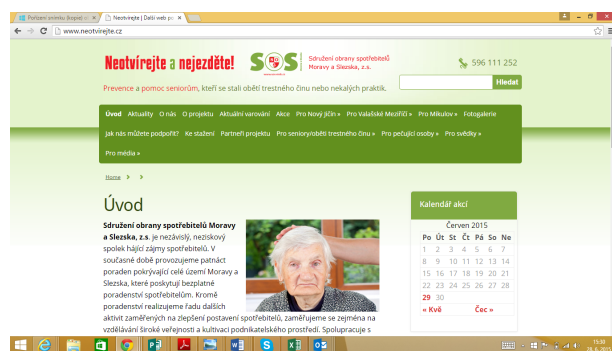 Pořízení snímku (kopie) o
Neotvírejte | Další web po
www.neotvirejte.cz
Neotvírejte a nejezděte!
SOS
Sdružení obrany spotřebitelů
Moravy a Slezska, z.s.
596 111 252
Prevence a pomoc seniorům, kteří se stali obětí trestného činu nebo nekalých praktik.
Hledat
Úvod Aktuality O nás O projektu Aktuální varování Akce Pro Nový Jičín » Pro Valašské Meziříčí » Pro Mikulov » Fotogalerie
Jak nás můžete podpořit? Ke stažení Partneři projektu Pro seniory/oběti trestného činu » Pro pečující osoby » Pro svědky »
Pro média »
Home > >
Úvod
Sdružení obrany spotřebitelů Moravy
a Slezska, z.s. je nezávislý, neziskový
spolek hájící zájmy spotřebitelů. V
současné době provozujeme patnáct
poraden pokrývající celé území Moravy a
Slezska, které poskytují bezplatné
poradenství spotřebitelům. Kromě
poradenství realizujeme řadu dalších
aktivit zaměřených na zlepšení postavení spotřebitelů, zaměřujeme se zejména na
vzdělávání široké veřejnosti a kultivaci podnikatelského prostředí. Spolupracuje s
Kalendář akcí
Červen 2015
Po Út St Čt Pá So Ne
1 2 3 4 5 6 7
8 9 10 11 12 13 14
15 16 17 18 19 20 21
22 23 24 25 26 27 28
29 30
« Kvě Čec »
15:00